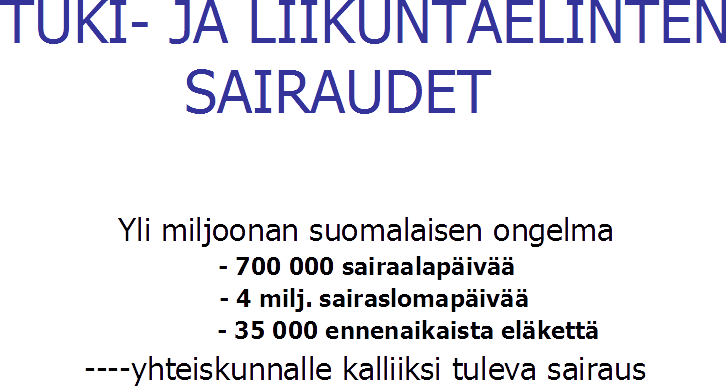 TUKI- JA LIIKUNTAELINTEN
SAIRAUDET
Yli miljoonan suomalaisen ongelma
- 700 000 sairaalapäivää
- 4 milj. sairaslomapäivää
- 35 000 ennenaikaista eläkettä
----yhteiskunnalle kalliiksi tuleva sairaus